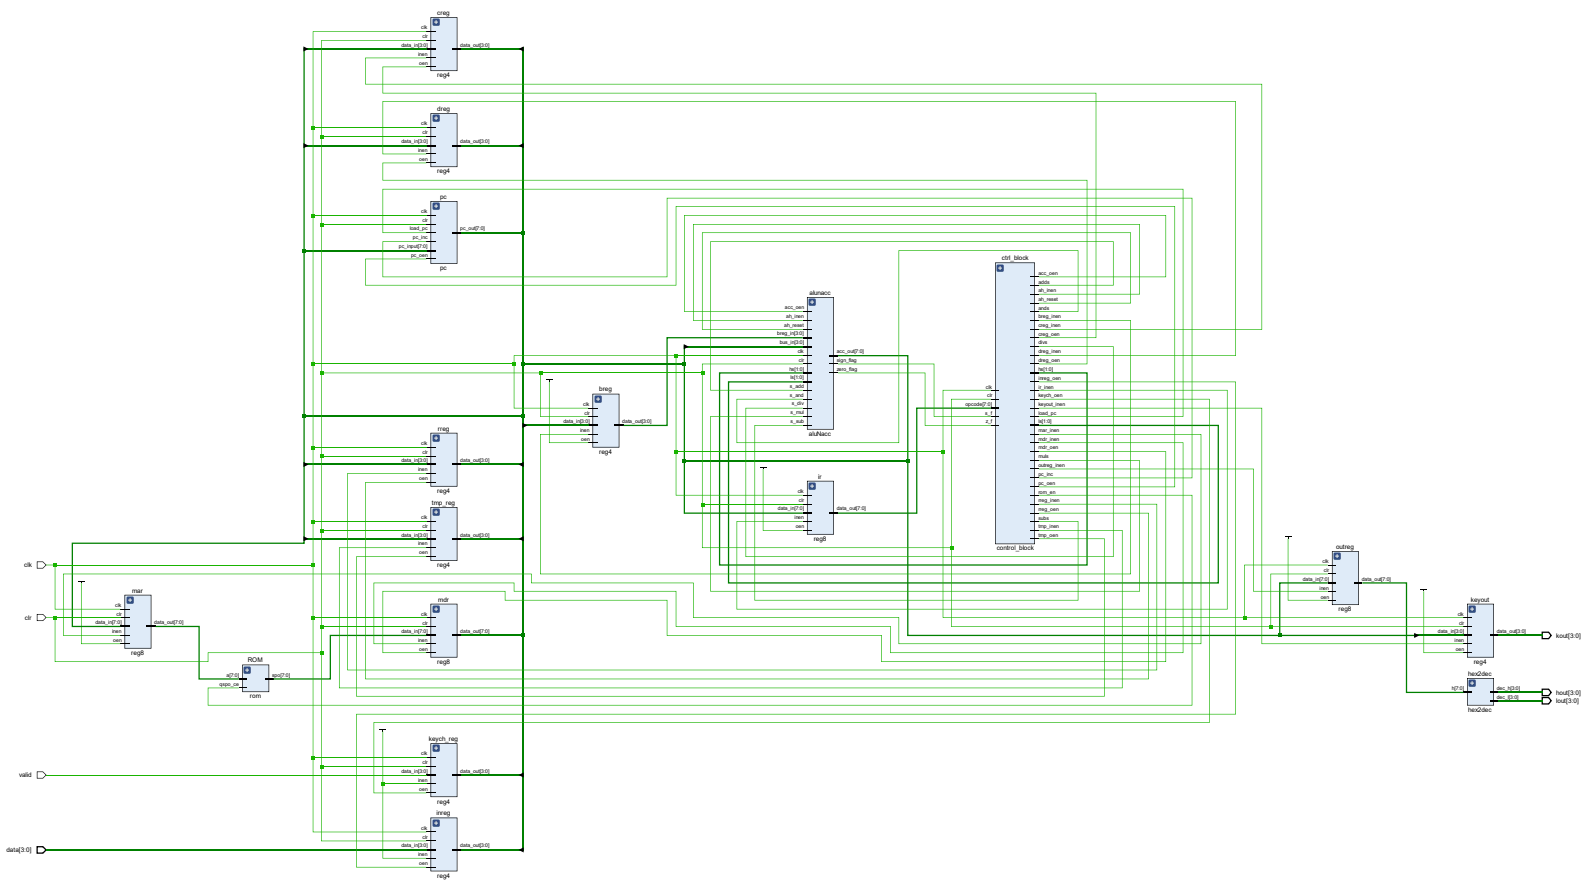 creg
clk
clr
data_in[3:0]
inen
oen
data_out[3:0]
reg4
dreg
clk
clr
data_in[3:0]
inen
oen
data_out[3:0]
reg4
pc
clk
clr
load_pc
pc_inc
pc_input[7:0]
pc_oen
pc_out[7:0]
pc
rreg
clk
clr
data_in[3:0]
inen
oen
data_out[3:0]
reg4
tmp_reg
clk
clr
data_in[3:0]
inen
oen
data_out[3:0]
reg4
mdr
clk
clr
data_in[7:0]
inen
oen
data_out[7:0]
reg8
keych_reg
clk
clr
data_in[3:0]
inen
oen
data_out[3:0]
reg4
inreg
clk
clr
data_in[3:0]
inen
oen
data_out[3:0]
reg4
clk
clr
valid
data[3:0]
mar
clk
clr
data_in[7:0]
inen
oen
data_out[7:0]
reg8
ROM
a[7:0]
qspo_ce
spo[7:0]
rom
breg
clk
clr
data_in[3:0]
inen
oen
data_out[3:0]
reg4
alunacc
acc_oen
ah_inen
ah_reset
breg_in[3:0]
bus_in[3:0]
clk
clr
hs[1:0]
ls[1:0]
s_add
s_and
s_div
s_mul
s_sub
acc_out[7:0]
sign_flag
zero_flag
aluNacc
ir
clk
clr
data_in[7:0]
inen
oen
data_out[7:0]
reg8
ctrl_block
clk
clr
opcode[7:0]
s_f
z_f
acc_oen
adds
ah_inen
ah_reset
ands
breg_inen
creg_inen
creg_oen
divs
dreg_inen
dreg_oen
hs[1:0]
inreg_oen
ir_inen
keych_oen
keyout_inen
load_pc
ls[1:0]
mar_inen
mdr_inen
mdr_oen
muls
outreg_inen
pc_inc
pc_oen
rom_en
rreg_inen
rreg_oen
subs
tmp_inen
tmp_oen
control_block
outreg
clk
clr
data_in[7:0]
inen
oen
data_out[7:0]
reg8
keyout
clk
clr
data_in[3:0]
inen
oen
data_out[3:0]
reg4
hex2dec
h[7:0]
dec_h[3:0]
dec_l[3:0]
hex2dec
kout[3:0]
hout[3:0]
lout[3:0]